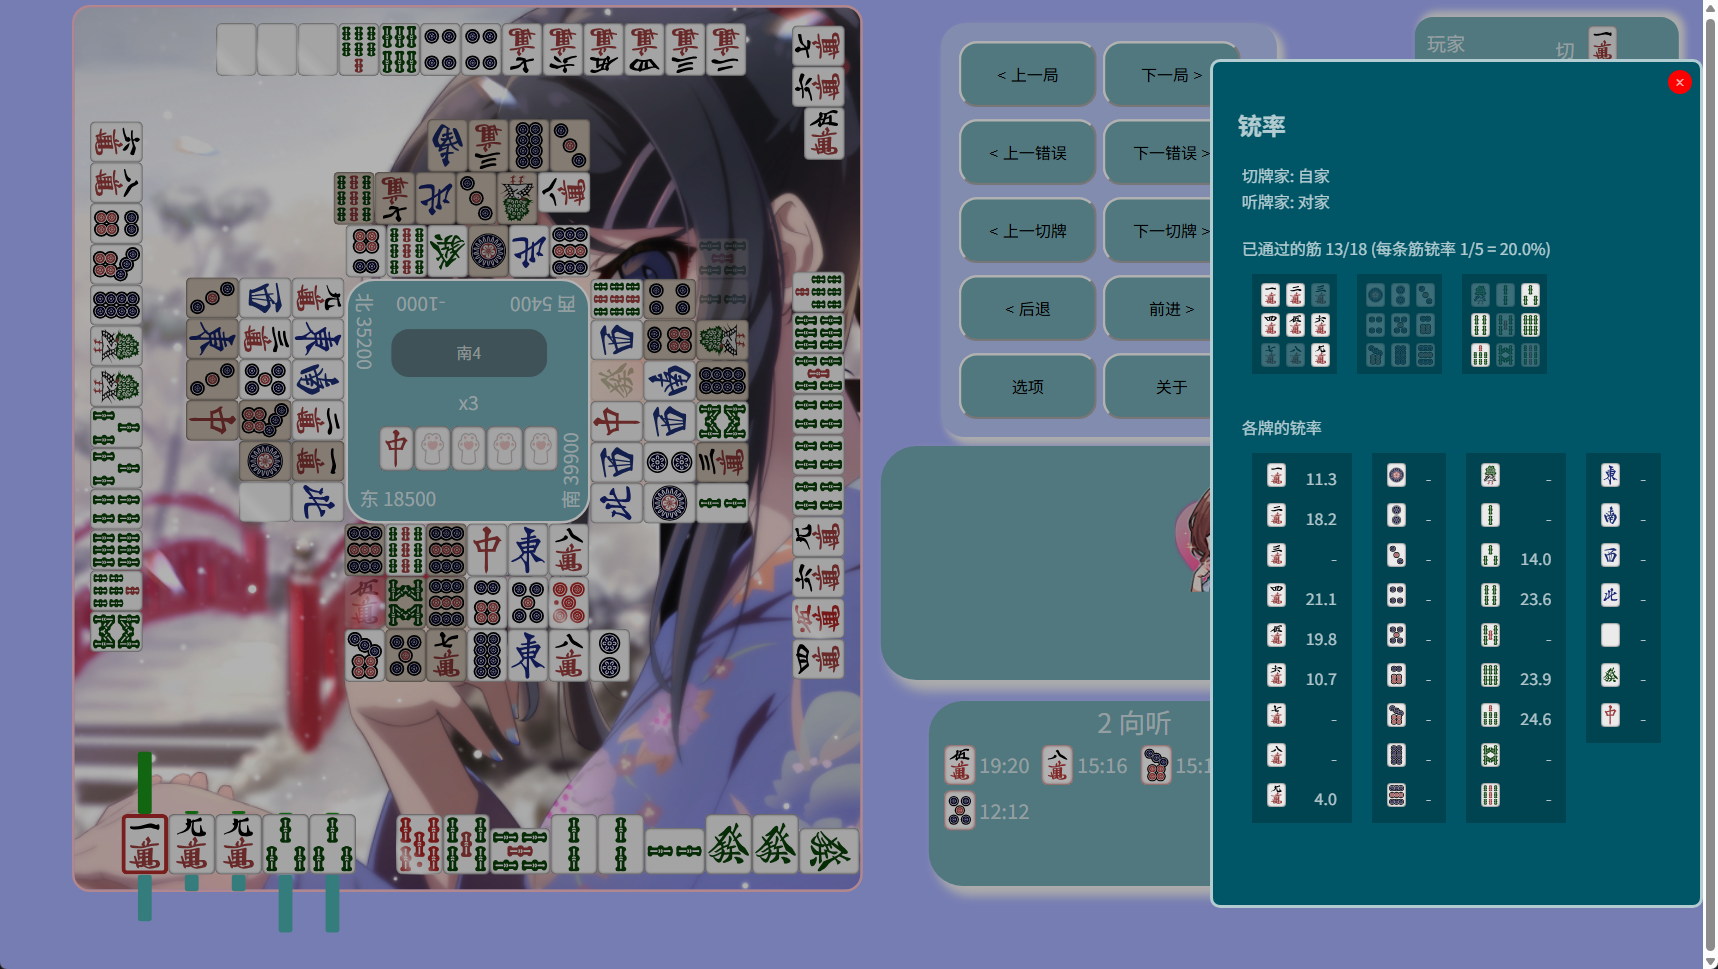 < 上一局
下一局 >
< 上一错误
下一错误 >
< 上一切牌
下一切牌 >
< 后退
前进 >
选项
关于
玩家
切
北 35200
-1000
西 5400
南4
x3
南 39900
东 18500
2 向听
19:20
15:16
15:1
12:12
×
铳率
切牌家: 自家
听牌家: 对家
已通过的筋 13/18 (每条筋铳率 1/5 = 20.0%)
各牌的铳率
11.3 - - -
18.2 - - -
- - 14.0 -
21.1 - 23.6 -
19.8 - - -
10.7 - 23.9 -
- - 24.6 -
- - -
4.0 - -